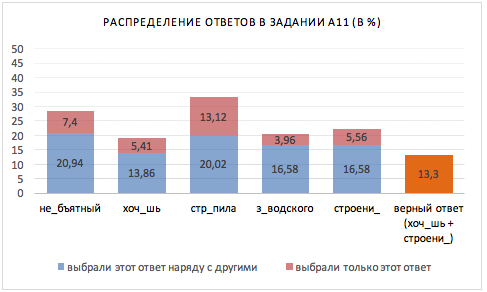 РАСПРЕДЕЛЕНИЕ ОТВЕТОВ В ЗАДАНИИ А11 (В %)
50
45
40
35
30
25
20
15
10
5
0
7,4
20,94
5,41
13,86
13,12
20,02
3,96
16,58
5,56
16,58
13,3
не_бъятный
хоч_шь
стр_пила
з_водского
строени_
верный ответ
(хоч_шь +
строени_)
выбрали этот ответ наряду с другими
выбрали только этот ответ